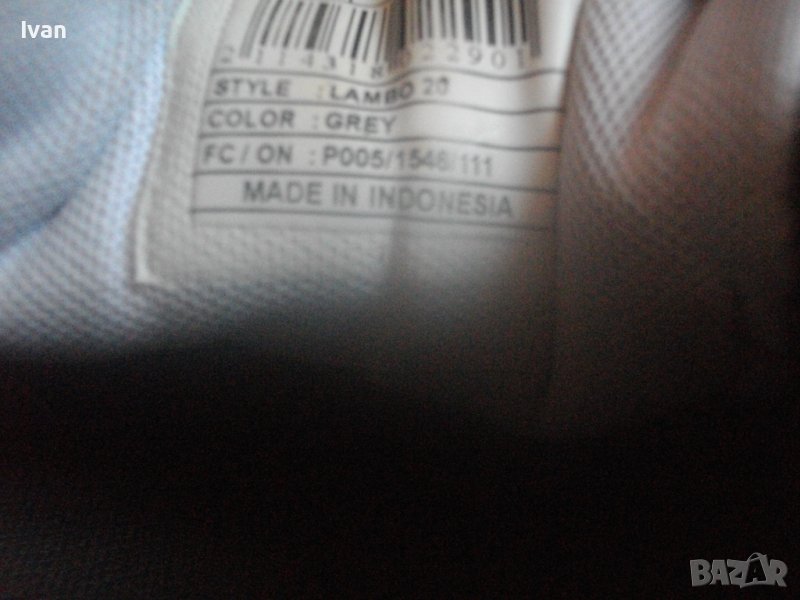 Ivan
STYLE : LAMBO 20
COLOR : GREY
FC / ON : P005/1546/111
MADE IN INDONESIA
BAZAR